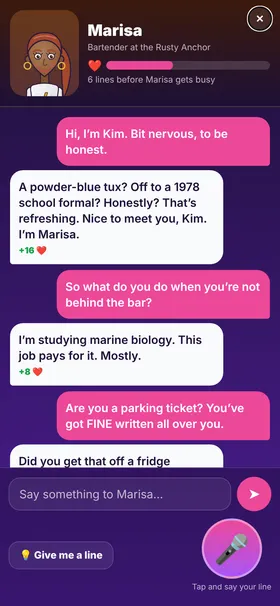 Marisa
Bartender at the Rusty Anchor
6 lines before Marisa gets busy
Hi, I'm Kim. Bit nervous, to be
honest.
A powder-blue tux? Off to a 1978
school formal? Honestly? That's
refreshing. Nice to meet you, Kim.
I'm Marisa.
+16
So what do you do when you're not
behind the bar?
I'm studying marine biology. This
job pays for it. Mostly.
+8
Are you a parking ticket? You've
got FINE written all over you.
Did you get that off a fridge
Say something to Marisa...
Give me a line
Tap and say your line